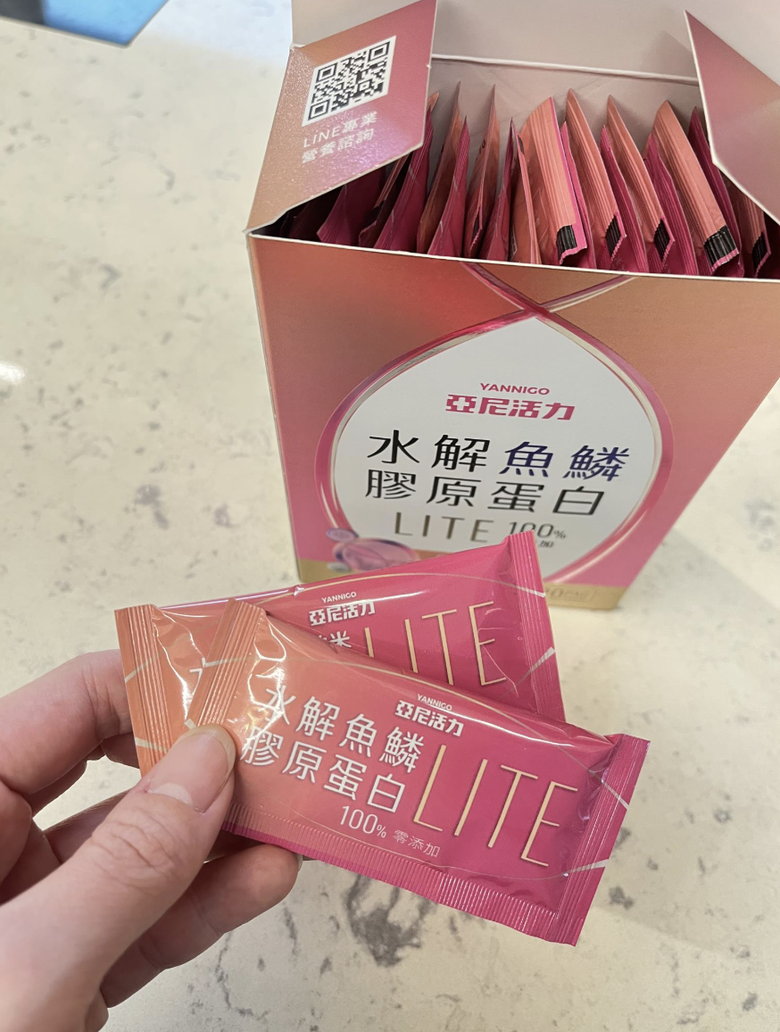 LINE專業
營養諮詢
YANNIGO
亞尼活力
水解魚鱗
膠原蛋白
LITE 100%
YANNIGO
亞尼活力
鱗 LITE
YANNIGO
亞尼活力
水解魚鱗
膠原蛋白 LITE
100% 零添加